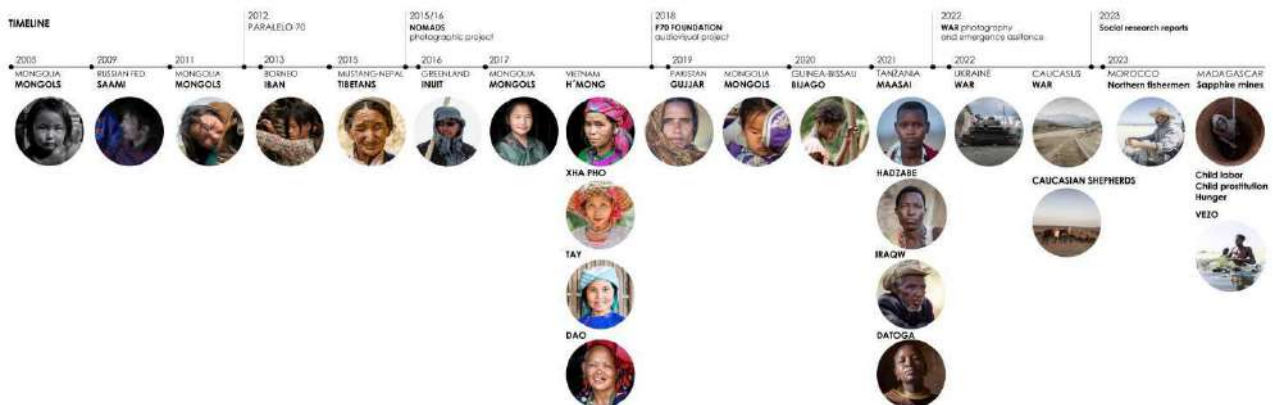 TIMELINE
2012
PARALELO 70
2015/16
NOMADS
photographic project
2018
P70 FOUNDATION
audiovisual project
2022
WAR photography
and emergence assitance
2023
Social research reports
2008
MONGOLIA
MONGOLS
2009
RUSSIAN FED.
SAAMI
2011
MONGOLIA
MONGOLS
2013
BORNEO
IBAN
2015
MUSTANG-NEPAL
TIBETANS
2016
GREENLAND
INUIT
2017
MONGOLIA
MONGOLS
VIETNAM
H'MONG
XHA PHO
TAY
DAO
2019
PAKISTAN
GUJJAR
MONGOLIA
MONGOLS
2020
GUINEA-BISSAU
BIJAGO
2021
TANZANIA
MAASAI
HADZABE
IRAQW
DATOGA
2022
UKRAINE
WAR
CAUCASUS
WAR
CAUCASIAN SHEPHERDS
2023
MOROCCO
Northern fishermen
MADAGASCAR
Sapphire mines
Child labor
Child prostitution
Hunger
VEZO